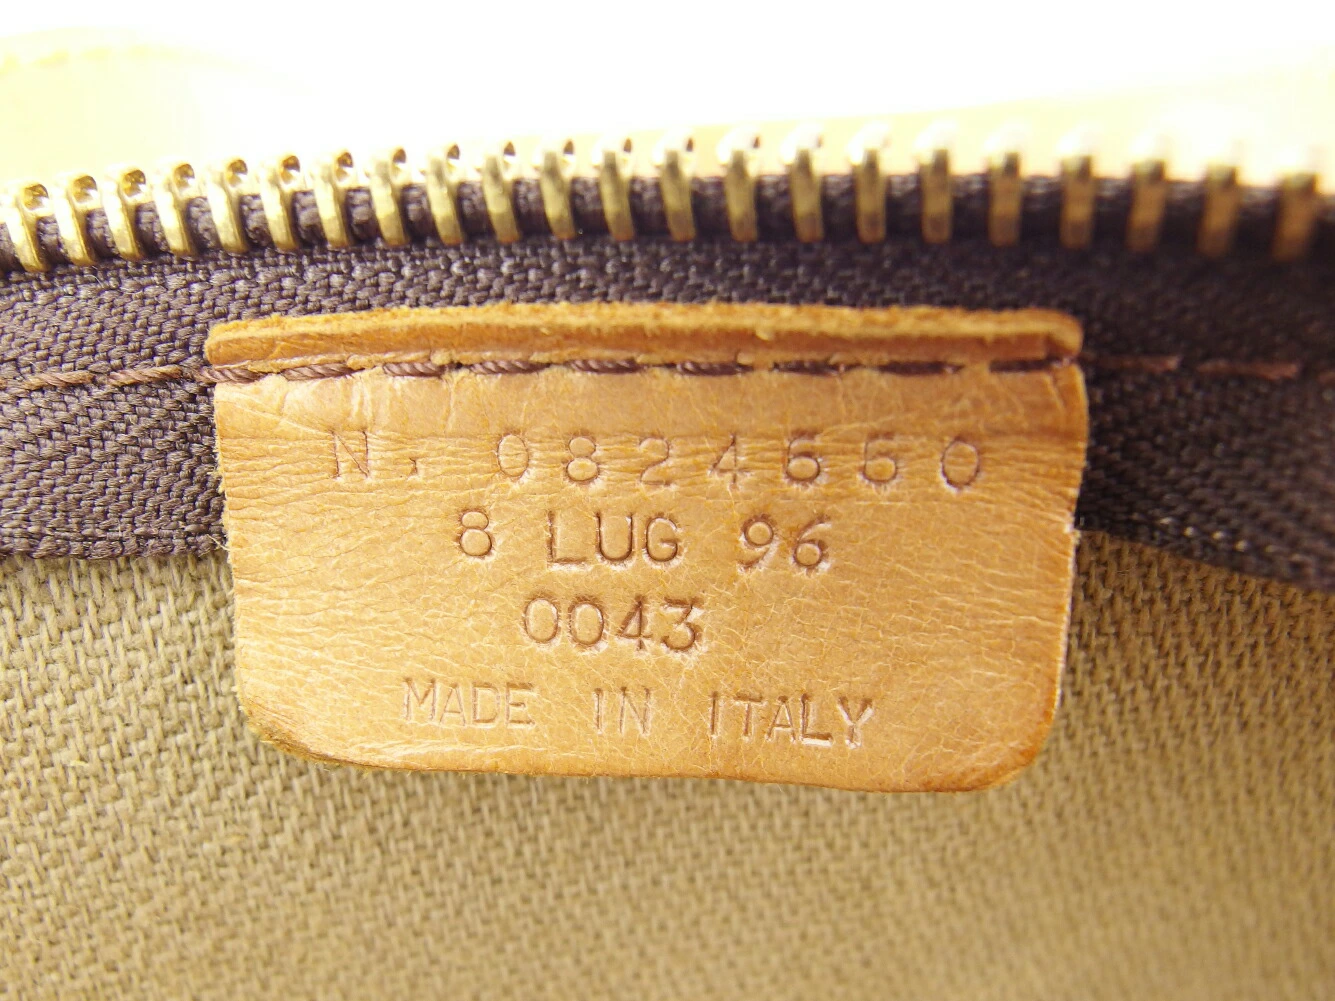 N. 0824660
8 LUG 96
0043
MADE IN ITALY